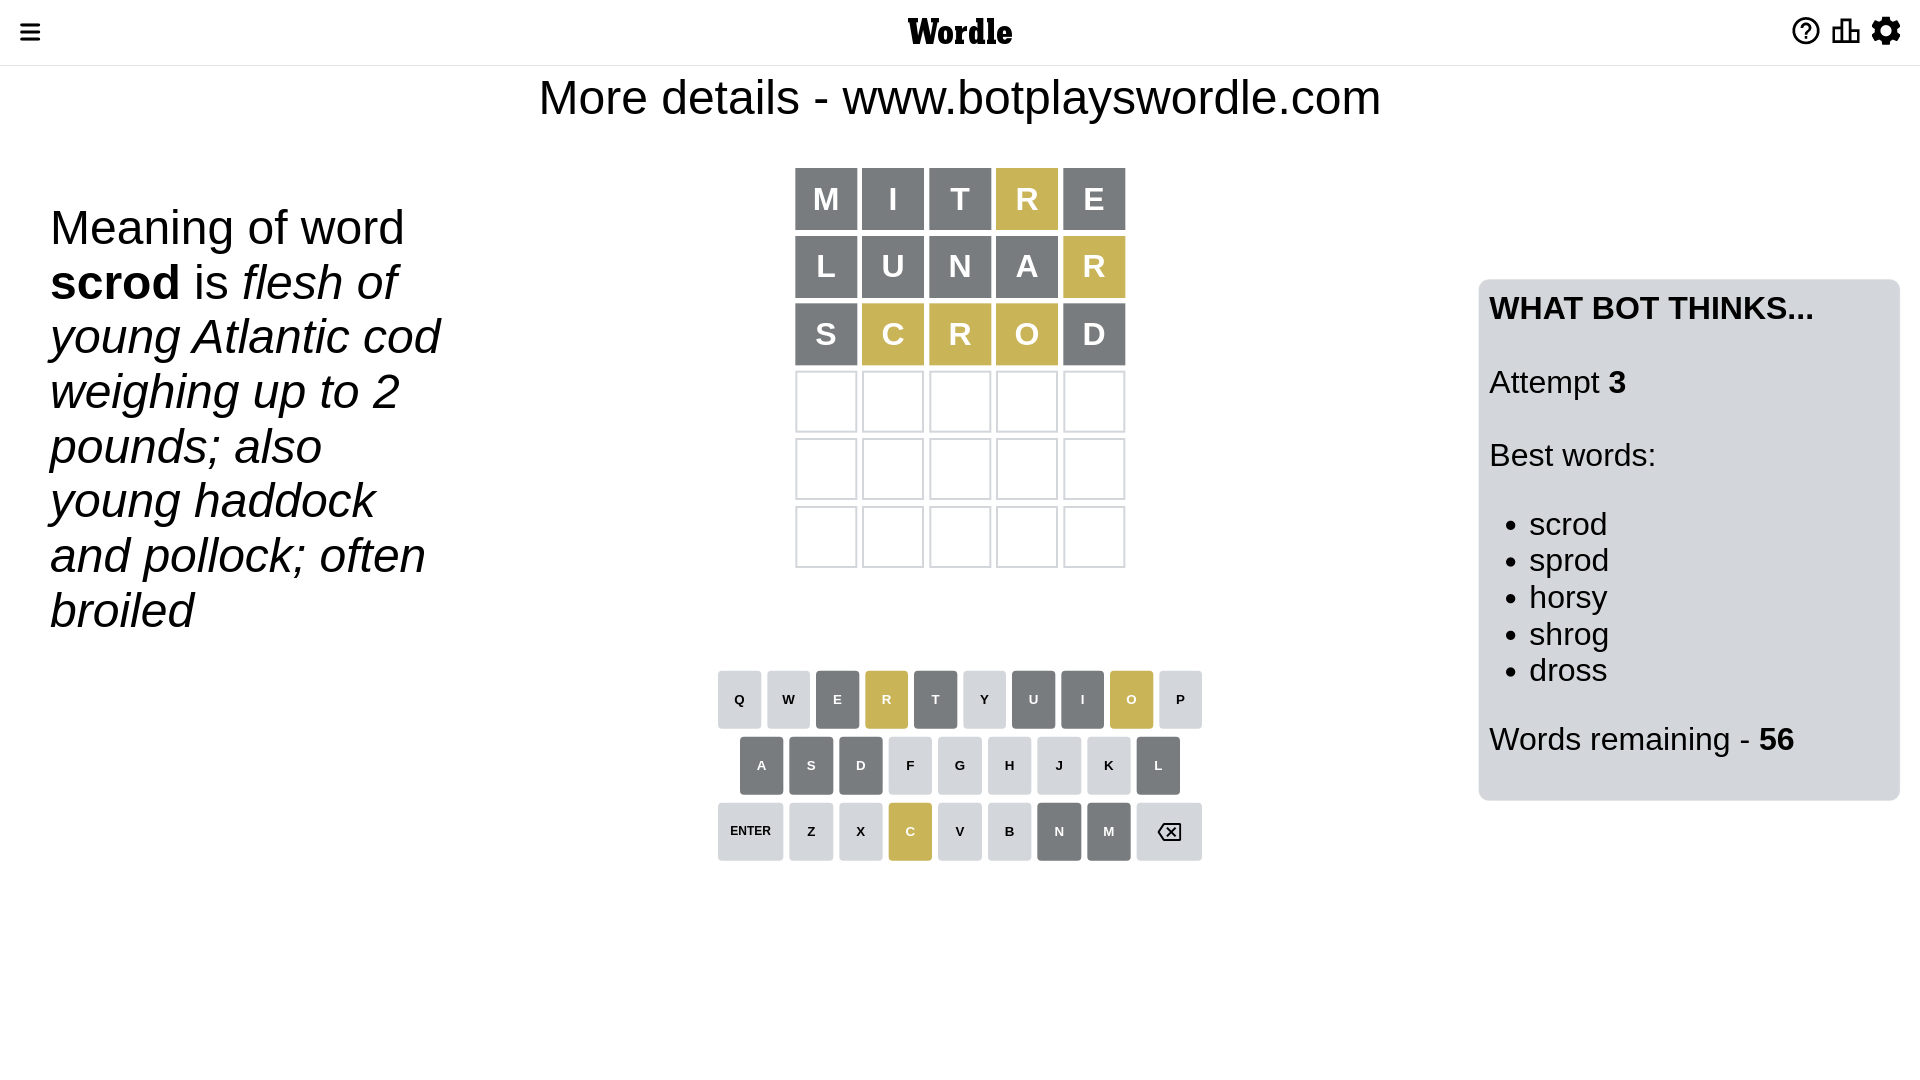 Wordle
More details - www.botplayswordle.com
Meaning of word
scrod is flesh of
young Atlantic cod
weighing up to 2
pounds; also
young haddock
and pollock; often
broiled
M I T R E
L U N A R
S C R O D
WHAT BOT THINKS...
Attempt 3
Best words:
• scrod
• sprod
• horsy
• shrog
• dross
Words remaining - 56
Q W E R T Y U I O P
A S D F G H J K L
ENTER Z X C V B N M